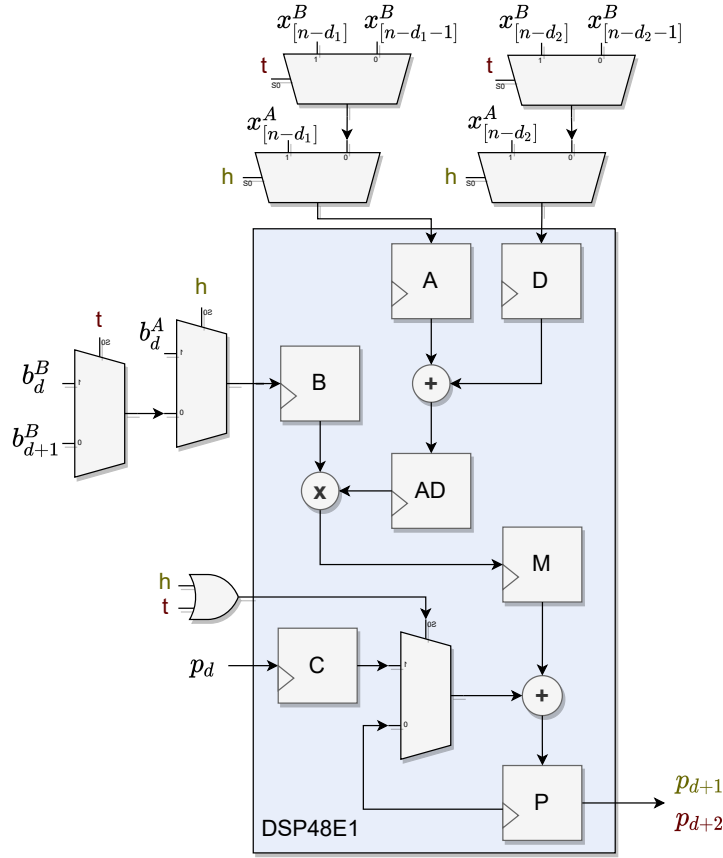 x^B_{[n-d_1]} x^B_{[n-d_1-1]} x^B_{[n-d_2]} x^B_{[n-d_2-1]}
1 0 1 0
t S0 t S0
x^A_{[n-d_1]} x^A_{[n-d_2]}
1 0 1 0
h S0 h S0
A D
h
S0
t
S0
b^A_d 1
b^B_d 1
0
b^B_{d+1} 0
B
+
x
AD
M
h
t
S0
p_d C 1
+
0
P
p_{d+1}
p_{d+2}
DSP48E1